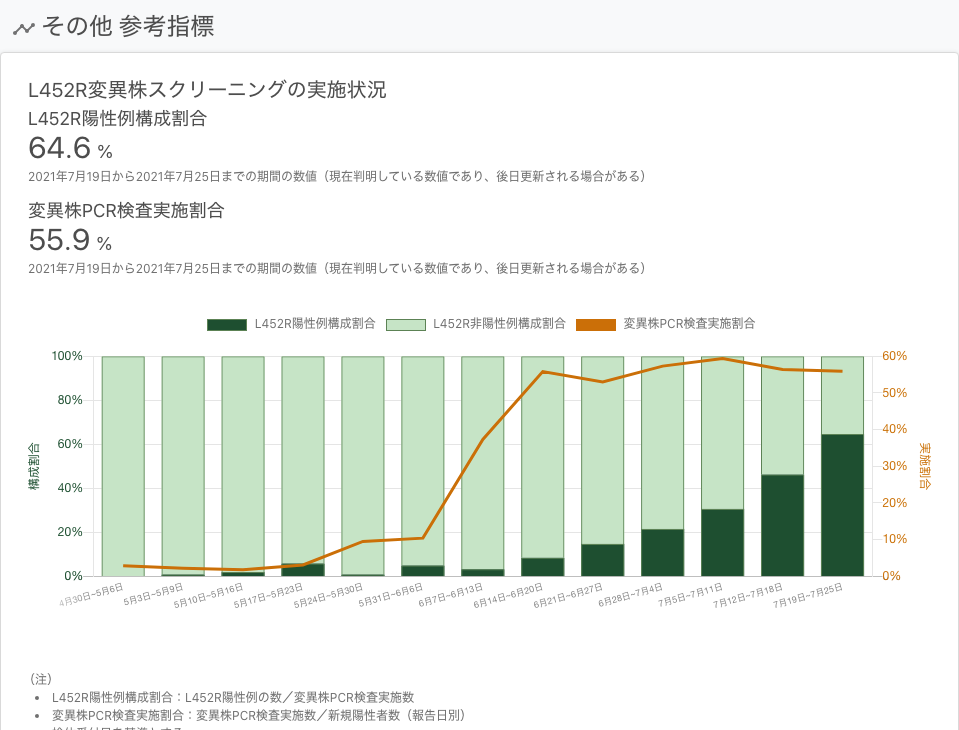 その他 参考指標
L452R変異株スクリーニングの実施状況
L452R陽性例構成割合
64.6 %
2021年7月19日から2021年7月25日までの期間の数値（現在判明している数値であり、後日更新される場合がある）
変異株PCR検査実施割合
55.9 %
2021年7月19日から2021年7月25日までの期間の数値（現在判明している数値であり、後日更新される場合がある）
L452R陽性例構成割合 L452R非陽性例構成割合 変異株PCR検査実施割合
構成割合
100%
80%
60%
40%
20%
0%
60%
50%
40%
30%
20%
10%
0%
実施割合
4月30日~5月6日
5月3日~5月9日
5月10日~5月16日
5月17日~5月23日
5月24日~5月30日
5月31日~6月6日
6月7日~6月13日
6月14日~6月20日
6月21日~6月27日
6月28日~7月4日
7月5日~7月11日
7月12日~7月18日
7月19日~7月25日
（注）
• L452R陽性例構成割合：L452R陽性例の数／変異株PCR検査実施数
• 変異株PCR検査実施割合：変異株PCR検査実施数／新規陽性者数（報告日別）